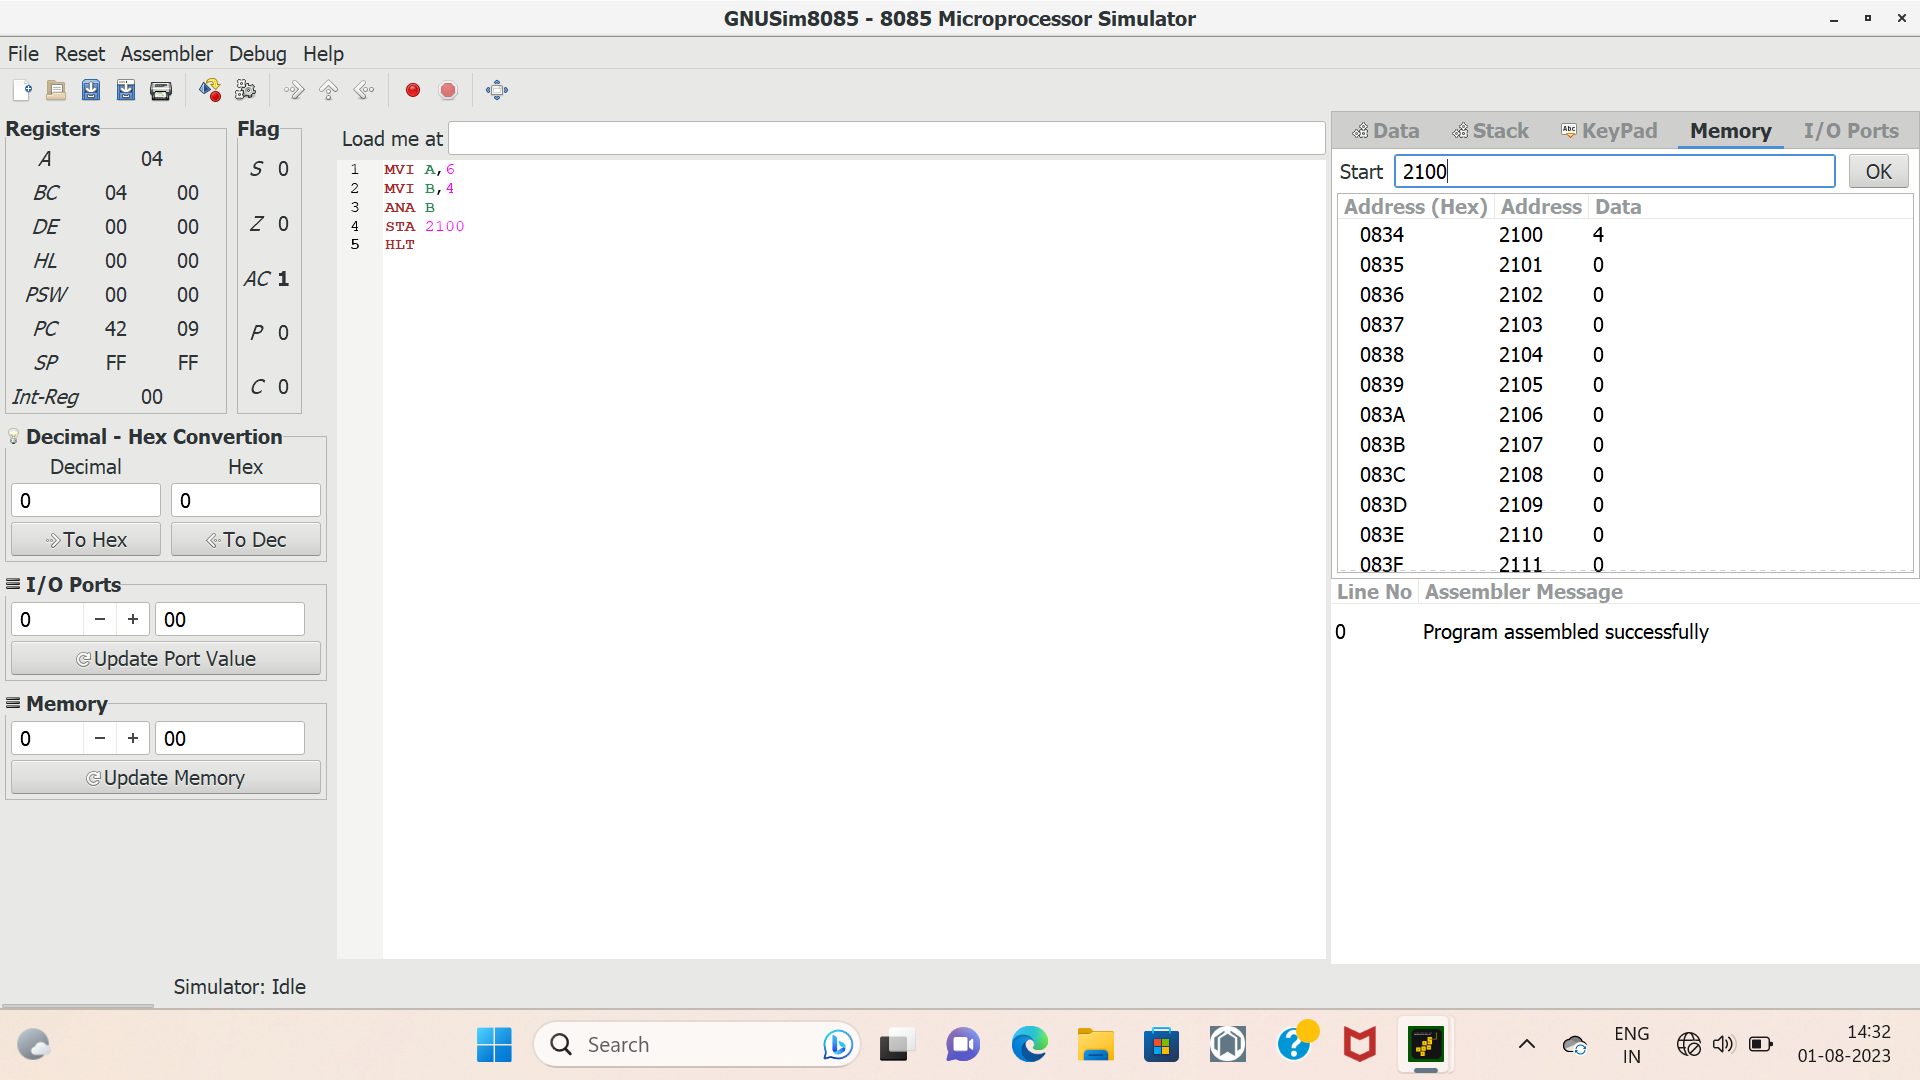 GNUSim8085 - 8085 Microprocessor Simulator
File Reset Assembler Debug Help
Registers
A 04
BC 04 00
DE 00 00
HL 00 00
PSW 00 00
PC 42 09
SP FF FF
Int-Reg 00
Flag
S 0
Z 0
AC 1
P 0
C 0
Decimal - Hex Convertion
Decimal Hex
0 0
To Hex To Dec
I/O Ports
0 − + 00
Update Port Value
Memory
0 − + 00
Update Memory
Load me at
1 MVI A,6
2 MVI B,4
3 ANA B
4 STA 2100
5 HLT
Data Stack Abc KeyPad Memory I/O Ports
Start 2100 OK
Address (Hex) Address Data
0834 2100 4
0835 2101 0
0836 2102 0
0837 2103 0
0838 2104 0
0839 2105 0
083A 2106 0
083B 2107 0
083C 2108 0
083D 2109 0
083E 2110 0
083F 2111 0
Line No Assembler Message
0 Program assembled successfully
Simulator: Idle
Search
ENG
IN
14:32
01-08-2023